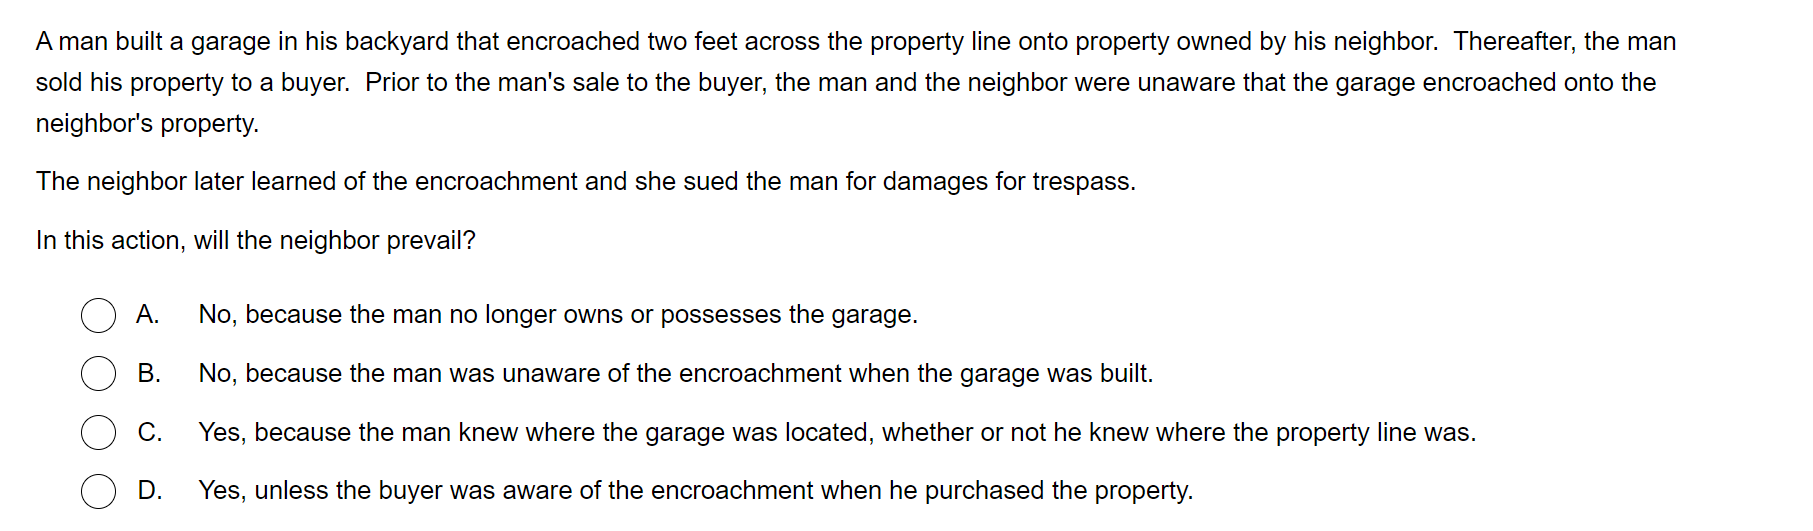 A man built a garage in his backyard that encroached two feet across the property line onto property owned by his neighbor.  Thereafter, the man
sold his property to a buyer.  Prior to the man's sale to the buyer, the man and the neighbor were unaware that the garage encroached onto the
neighbor's property.
The neighbor later learned of the encroachment and she sued the man for damages for trespass.
In this action, will the neighbor prevail?
A. No, because the man no longer owns or possesses the garage.
B. No, because the man was unaware of the encroachment when the garage was built.
C. Yes, because the man knew where the garage was located, whether or not he knew where the property line was.
D. Yes, unless the buyer was aware of the encroachment when he purchased the property.